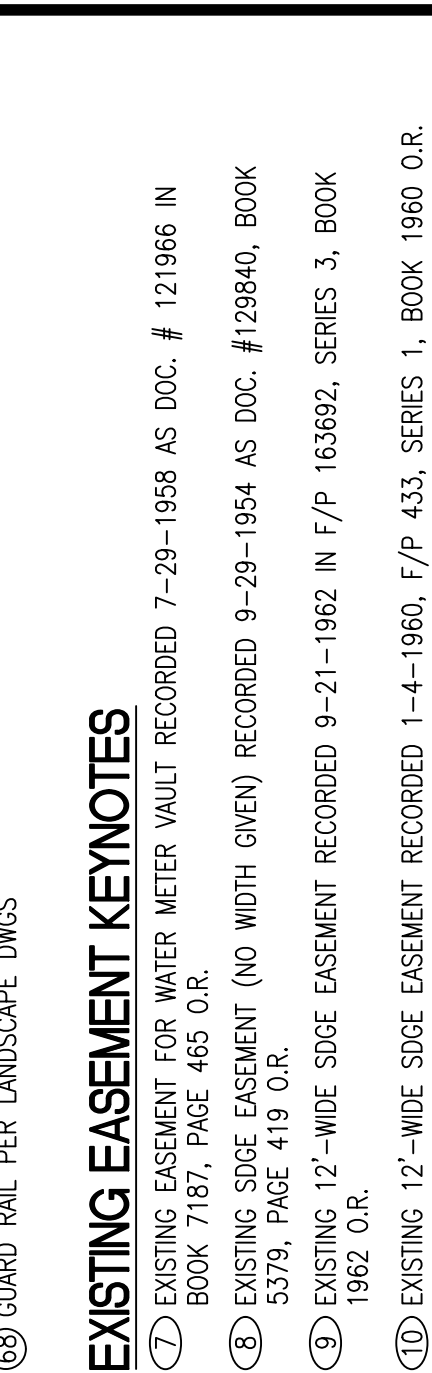 (68) GUARD RAIL PER LANDSCAPE DWGS
EXISTING EASEMENT KEYNOTES
7 EXISTING EASEMENT FOR WATER METER VAULT RECORDED 7-29-1958 AS DOC. # 121966 IN
BOOK 7187, PAGE 465 O.R.
8 EXISTING SDGE EASEMENT (NO WIDTH GIVEN) RECORDED 9-29-1954 AS DOC. #129840, BOOK
5379, PAGE 419 O.R.
9 EXISTING 12'-WIDE SDGE EASEMENT RECORDED 9-21-1962 IN F/P 163692, SERIES 3, BOOK
1962 O.R.
10 EXISTING 12'-WIDE SDGE EASEMENT RECORDED 1-4-1960, F/P 433, SERIES 1, BOOK 1960 O.R.